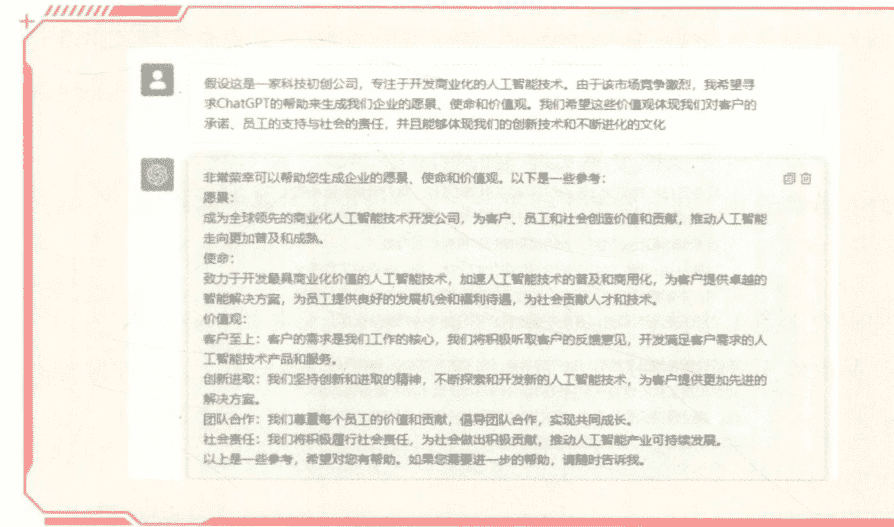 假设这是一家科技初创公司，专注于开发商业化的人工智能技术。由于该市场竞争激烈，我希望寻
求ChatGPT的帮助来生成我们企业的愿景、使命和价值观。我们希望这些价值观体现我们对客户的
承诺、员工的支持与社会的责任，并且能够体现我们的创新技术和不断进化的文化
非常荣幸可以帮助您生成企业的愿景、使命和价值观。以下是一些参考：
愿景：
成为全球领先的商业化人工智能技术开发公司，为客户、员工和社会创造价值和贡献，推动人工智能
走向更加普及和成熟。
使命：
致力于开发最具商业化价值的人工智能技术，加速人工智能技术的普及和商用化，为客户提供卓越的
智能解决方案，为员工提供良好的发展机会和福利待遇，为社会贡献人才和技术。
价值观：
客户至上：客户的需求是我们工作的核心，我们将积极听取客户的反馈意见，开发满足客户需求的人
工智能技术产品和服务。
创新进取：我们坚持创新和进取的精神，不断探索和开发新的人工智能技术，为客户提供更加先进的
解决方案。
团队合作：我们尊重每个员工的价值和贡献，倡导团队合作，实现共同成长。
社会责任：我们将积极履行社会责任，为社会做出积极贡献，推动人工智能产业可持续发展。
以上是一些参考，希望对您有帮助。如果您需要进一步的帮助，请随时告诉我。